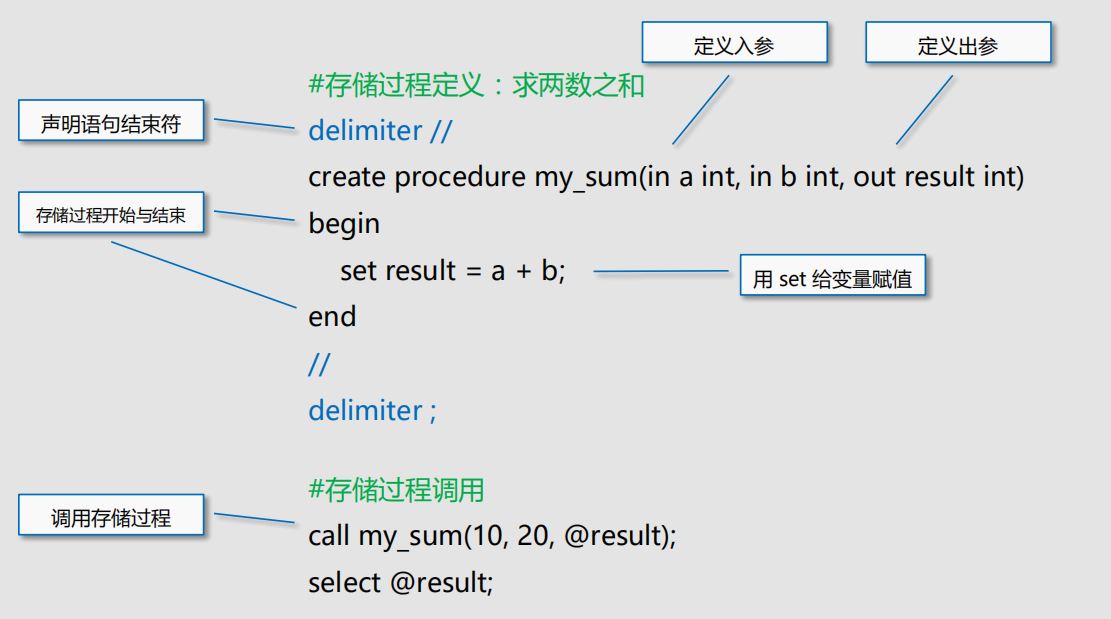 定义入参
定义出参
#存储过程定义：求两数之和
声明语句结束符
delimiter //
create procedure my_sum(in a int, in b int, out result int)
存储过程开始与结束
begin
set result = a + b;
用 set 给变量赋值
end
//
delimiter ;
#存储过程调用
调用存储过程
call my_sum(10, 20, @result);
select @result;